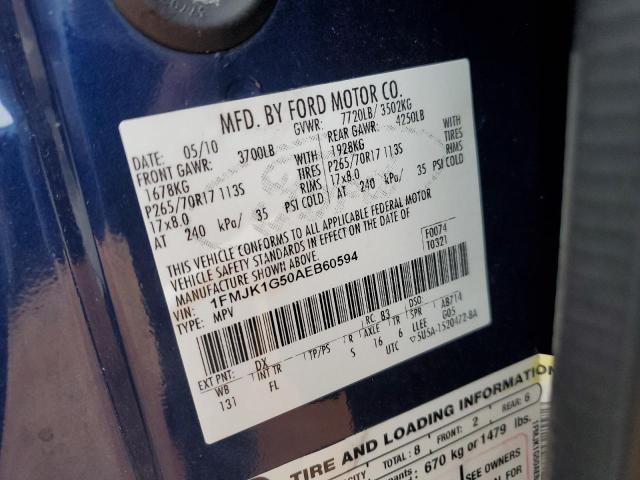 MFD. BY FORD MOTOR CO.
DATE: 05/10 GVWR: 7720LB/ 3502KG
FRONT GAWR: 3700LB WITH REAR GAWR: 4250LB WITH
1678KG TIRES 1928KG TIRES
P265/70R17 113S RIMS P265/70R17 113S RIMS
17x8.0 PSI COLD 17x8.0 PSI COLD
AT 240 kPa/ 35 AT 240 kPa/ 35
THIS VEHICLE CONFORMS TO ALL APPLICABLE FEDERAL MOTOR
VEHICLE SAFETY STANDARDS IN EFFECT ON THE DATE OF
MANUFACTURE SHOWN ABOVE.
VIN: 1FMJK1G50AEB60594 F0074
TYPE: MPV 10321
EXT PNT: DX RC: B3 DSO:
WB INT TR TP/PS R AXLE TR SPR AB714
131 FL S 16 6 LLEE G05
UTC 5U5A-1520472-BA
TIRE AND LOADING INFORMATION
TOTAL: 8 FRONT: 2 REAR: 6
670 kg or 1479 lbs.
SEE OWNERS